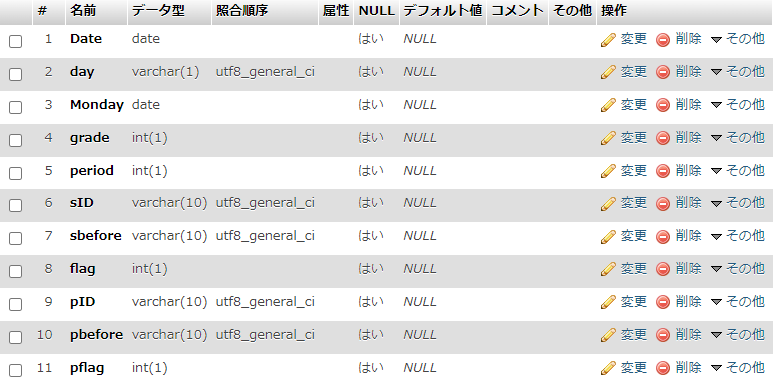 # 名前 データ型 照合順序 属性 NULL デフォルト値 コメント その他 操作
1 Date date はい NULL 変更 削除 その他
2 day varchar(1) utf8_general_ci はい NULL 変更 削除 その他
3 Monday date はい NULL 変更 削除 その他
4 grade int(1) はい NULL 変更 削除 その他
5 period int(1) はい NULL 変更 削除 その他
6 sID varchar(10) utf8_general_ci はい NULL 変更 削除 その他
7 sbefore varchar(10) utf8_general_ci はい NULL 変更 削除 その他
8 flag int(1) はい NULL 変更 削除 その他
9 pID varchar(10) utf8_general_ci はい NULL 変更 削除 その他
10 pbefore varchar(10) utf8_general_ci はい NULL 変更 削除 その他
11 pflag int(1) はい NULL 変更 削除 その他